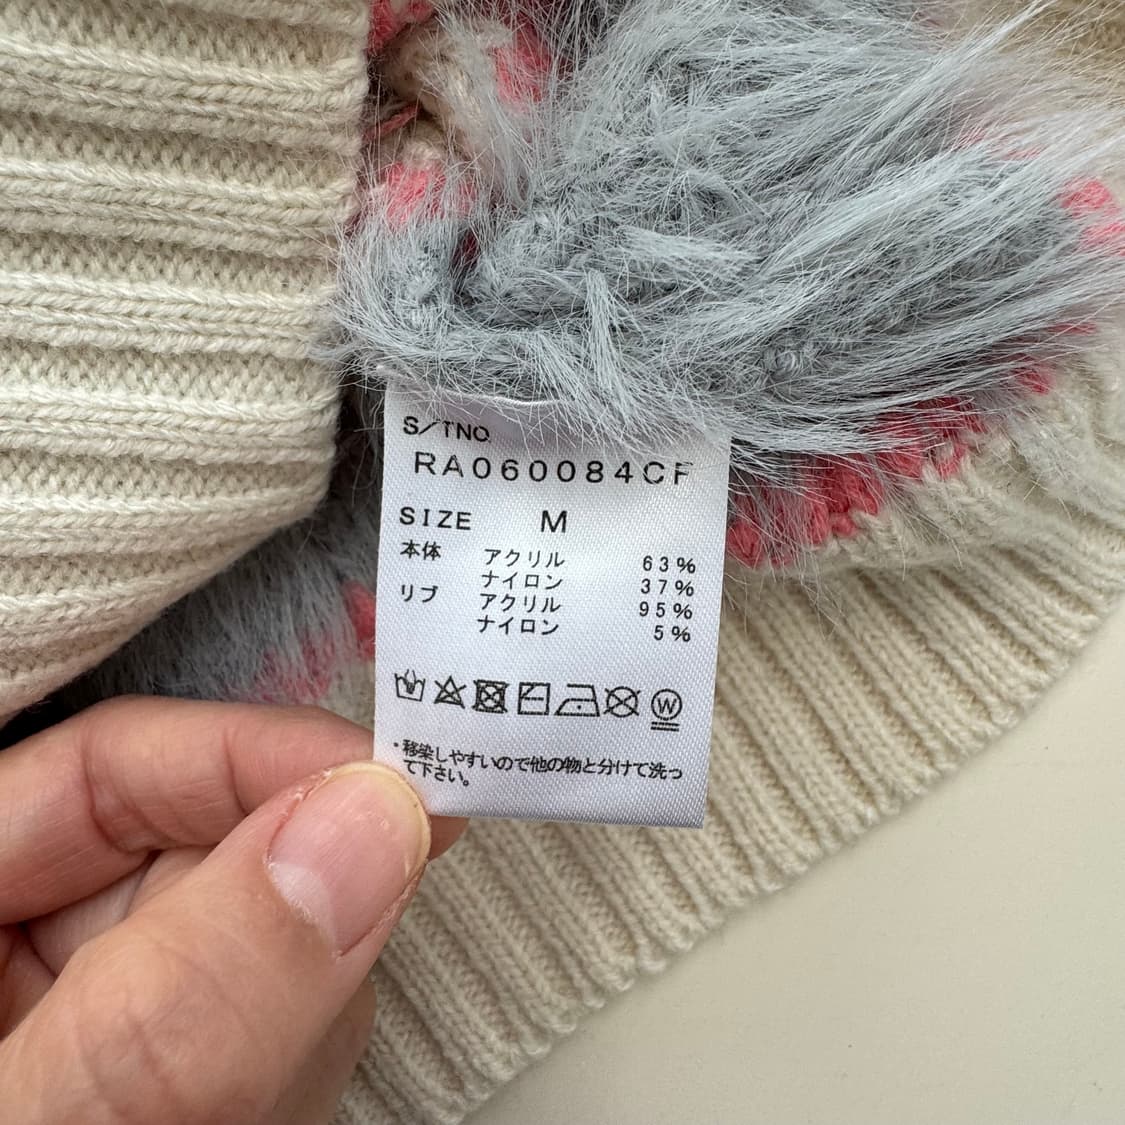 S/TNO.
RA060084CF
SIZE M
本体 アクリル 63%
ナイロン 37%
リブ アクリル 95%
ナイロン 5%
W
・移染しやすいので他の物と分けて洗っ
て下さい。